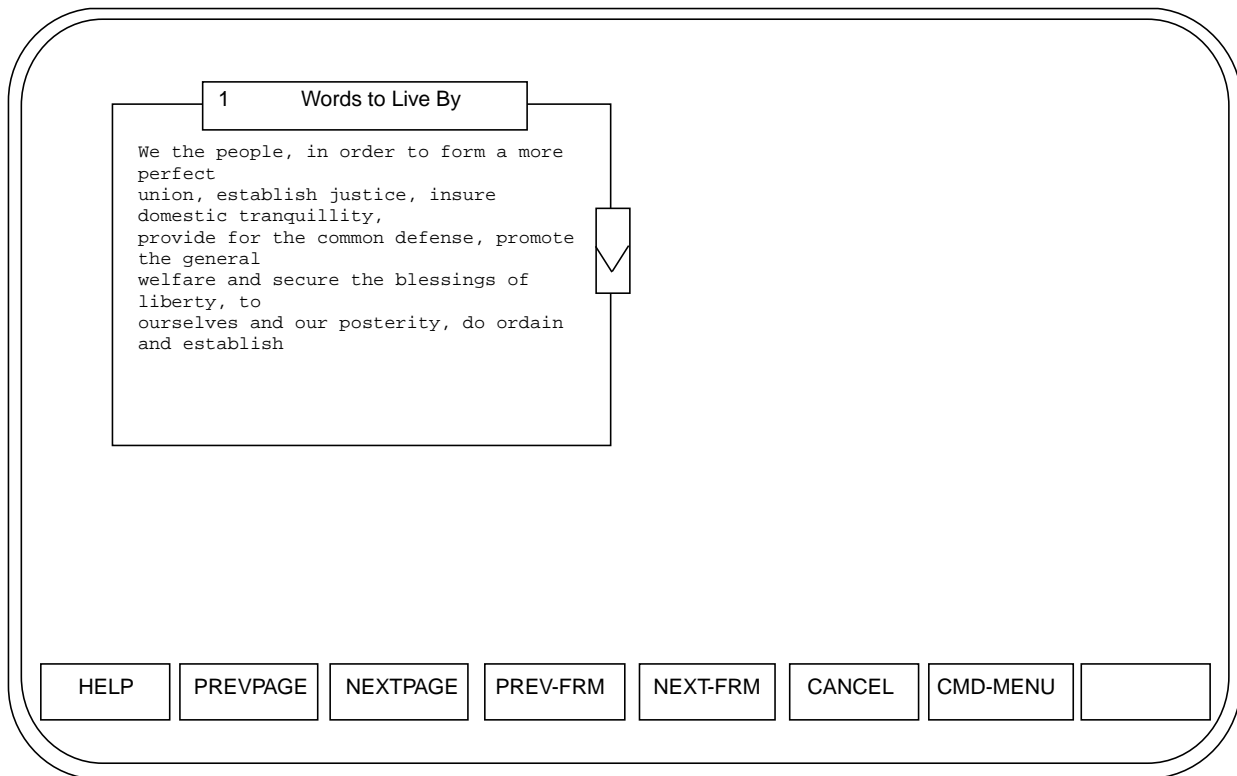 1 Words to Live By
We the people, in order to form a more
perfect
union, establish justice, insure
domestic tranquillity,
provide for the common defense, promote
the general
welfare and secure the blessings of
liberty, to
ourselves and our posterity, do ordain
and establish
HELP PREVPAGE NEXTPAGE PREV-FRM NEXT-FRM CANCEL CMD-MENU